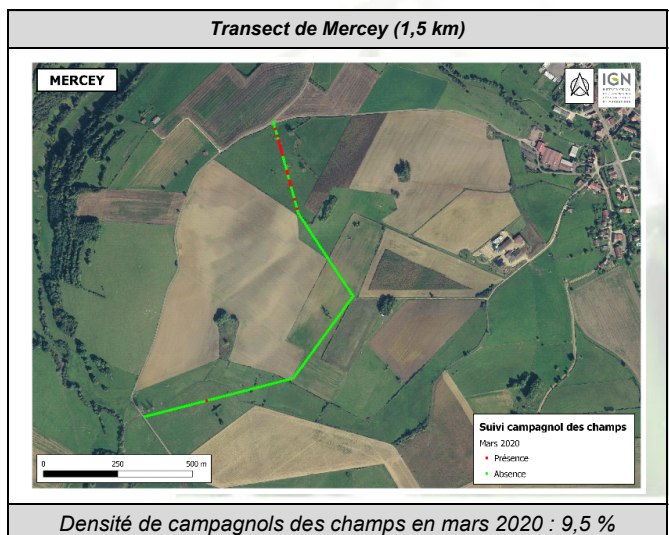 Transect de Mercey (1,5 km)
MERCEY
IGN
Suivi campagnol des champs
Mars 2020
Présence
Absence
0 250 500 m
Densité de campagnols des champs en mars 2020 : 9,5 %